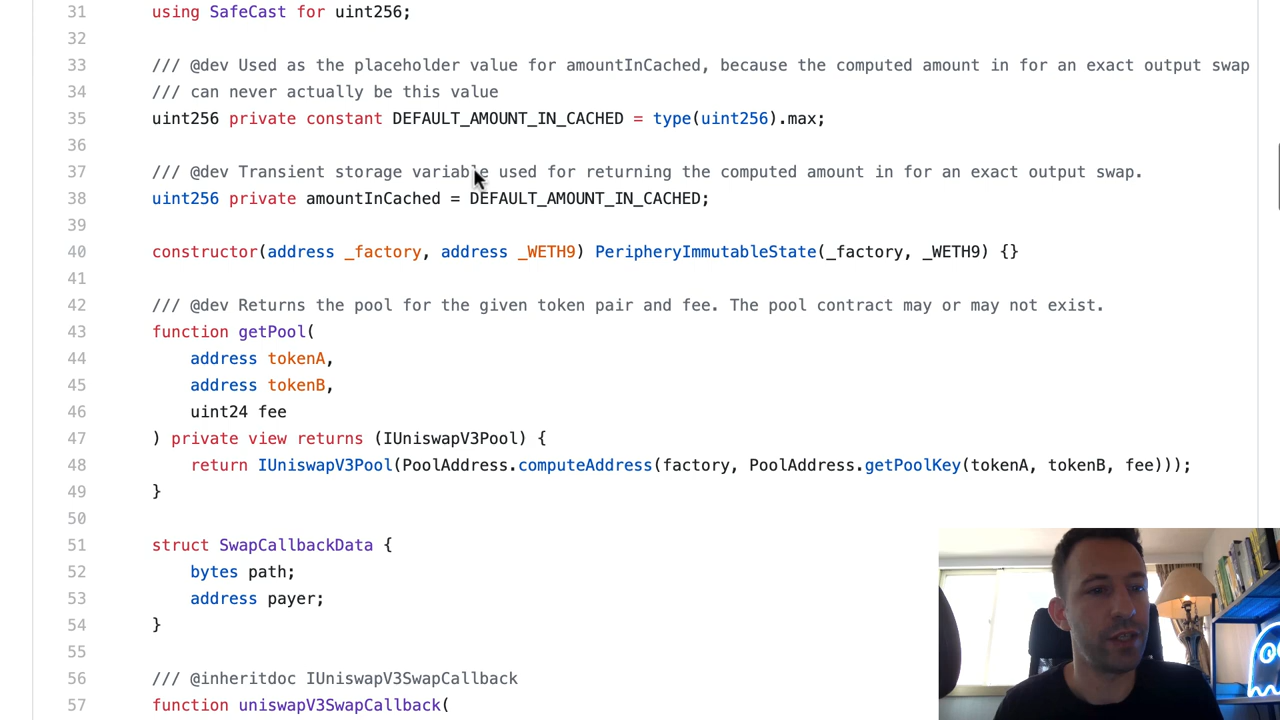 31 using SafeCast for uint256;
32
33 /// @dev Used as the placeholder value for amountInCached, because the computed amount in for an exact output swap
34 /// can never actually be this value
35 uint256 private constant DEFAULT_AMOUNT_IN_CACHED = type(uint256).max;
36
37 /// @dev Transient storage variable used for returning the computed amount in for an exact output swap.
38 uint256 private amountInCached = DEFAULT_AMOUNT_IN_CACHED;
39
40 constructor(address _factory, address _WETH9) PeripheryImmutableState(_factory, _WETH9) {}
41
42 /// @dev Returns the pool for the given token pair and fee. The pool contract may or may not exist.
43 function getPool(
44 address tokenA,
45 address tokenB,
46 uint24 fee
47 ) private view returns (IUniswapV3Pool) {
48 return IUniswapV3Pool(PoolAddress.computeAddress(factory, PoolAddress.getPoolKey(tokenA, tokenB, fee)));
49 }
50
51 struct SwapCallbackData {
52 bytes path;
53 address payer;
54 }
55
56 /// @inheritdoc IUniswapV3SwapCallback
57 function uniswapV3SwapCallback(